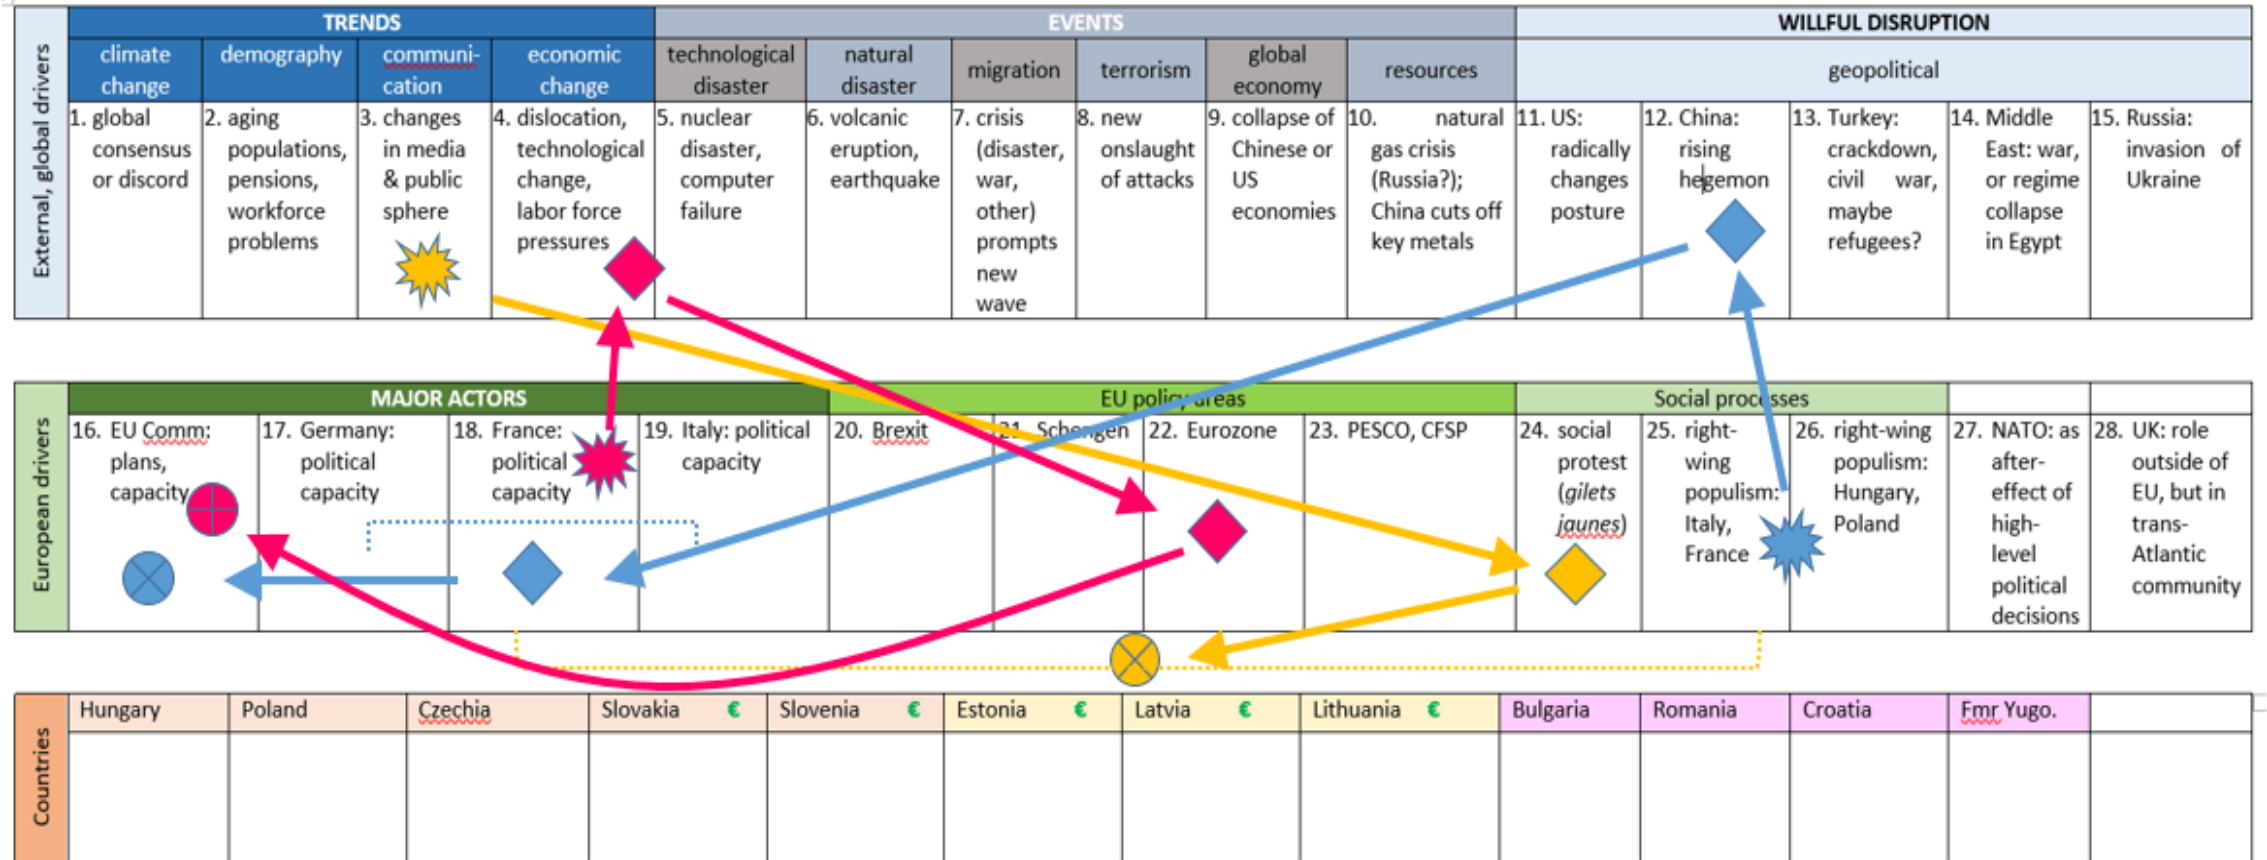 External, global drivers
TRENDS
EVENTS
WILLFUL DISRUPTION
climate
change
demography
communi-
cation
economic
change
technological
disaster
natural
disaster
migration
terrorism
global
economy
resources
geopolitical
1. global
consensus
or discord
2. aging
populations,
pensions,
workforce
problems
3. changes
in media
& public
sphere
4. dislocation,
technological
change,
labor force
pressures
5. nuclear
disaster,
computer
failure
6. volcanic
eruption,
earthquake
7. crisis
(disaster,
war,
other)
prompts
new
wave
8. new
onslaught
of attacks
9. collapse of
Chinese or
US
economies
10. natural
gas crisis
(Russia?);
China cuts off
key metals
11. US:
radically
changes
posture
12. China:
rising
hegemon
13. Turkey:
crackdown,
civil war,
maybe
refugees?
14. Middle
East: war,
or regime
collapse
in Egypt
15. Russia:
invasion of
Ukraine
European drivers
MAJOR ACTORS
EU policy areas
Social processes
16. EU Comm:
plans,
capacity
17. Germany:
political
capacity
18. France:
political
capacity
19. Italy: political
capacity
20. Brexit
21. Schengen
22. Eurozone
23. PESCO, CFSP
24. social
protest
(gilets
jaunes)
25. right-
wing
populism:
Italy,
France
26. right-wing
populism:
Hungary,
Poland
27. NATO: as
after-
effect of
high-
level
political
decisions
28. UK: role
outside of
EU, but in
trans-
Atlantic
community
Countries
Hungary
Poland
Czechia
Slovakia €
Slovenia €
Estonia €
Latvia €
Lithuania €
Bulgaria
Romania
Croatia
Fmr Yugo.